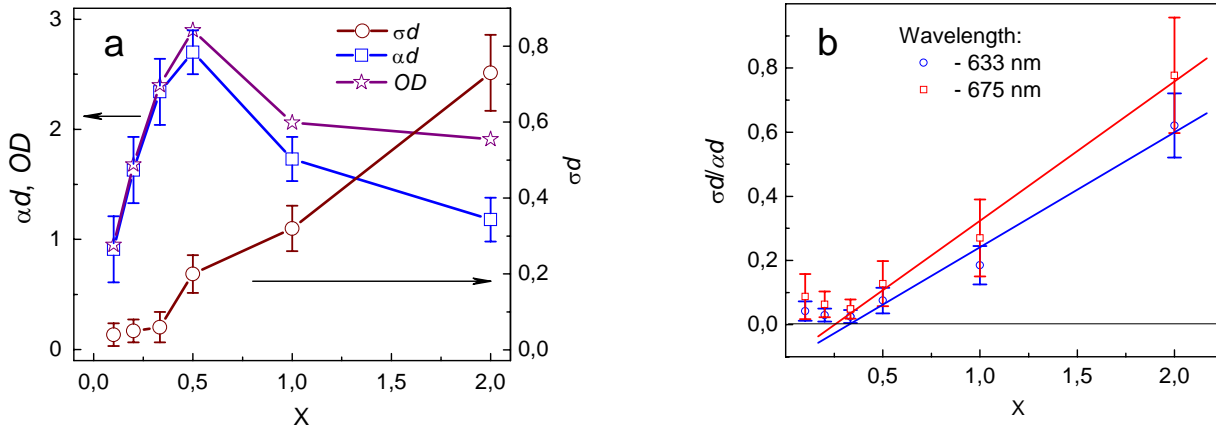 a
σd
αd
OD
3
2
1
0
αd, OD
0,8
0,6
0,4
0,2
0,0
σd
0,0 0,5 1,0 1,5 2,0
X
b
Wavelength:
- 633 nm
- 675 nm
0,8
0,6
0,4
0,2
0,0
σd/αd
0,5 1,0 1,5 2,0
X